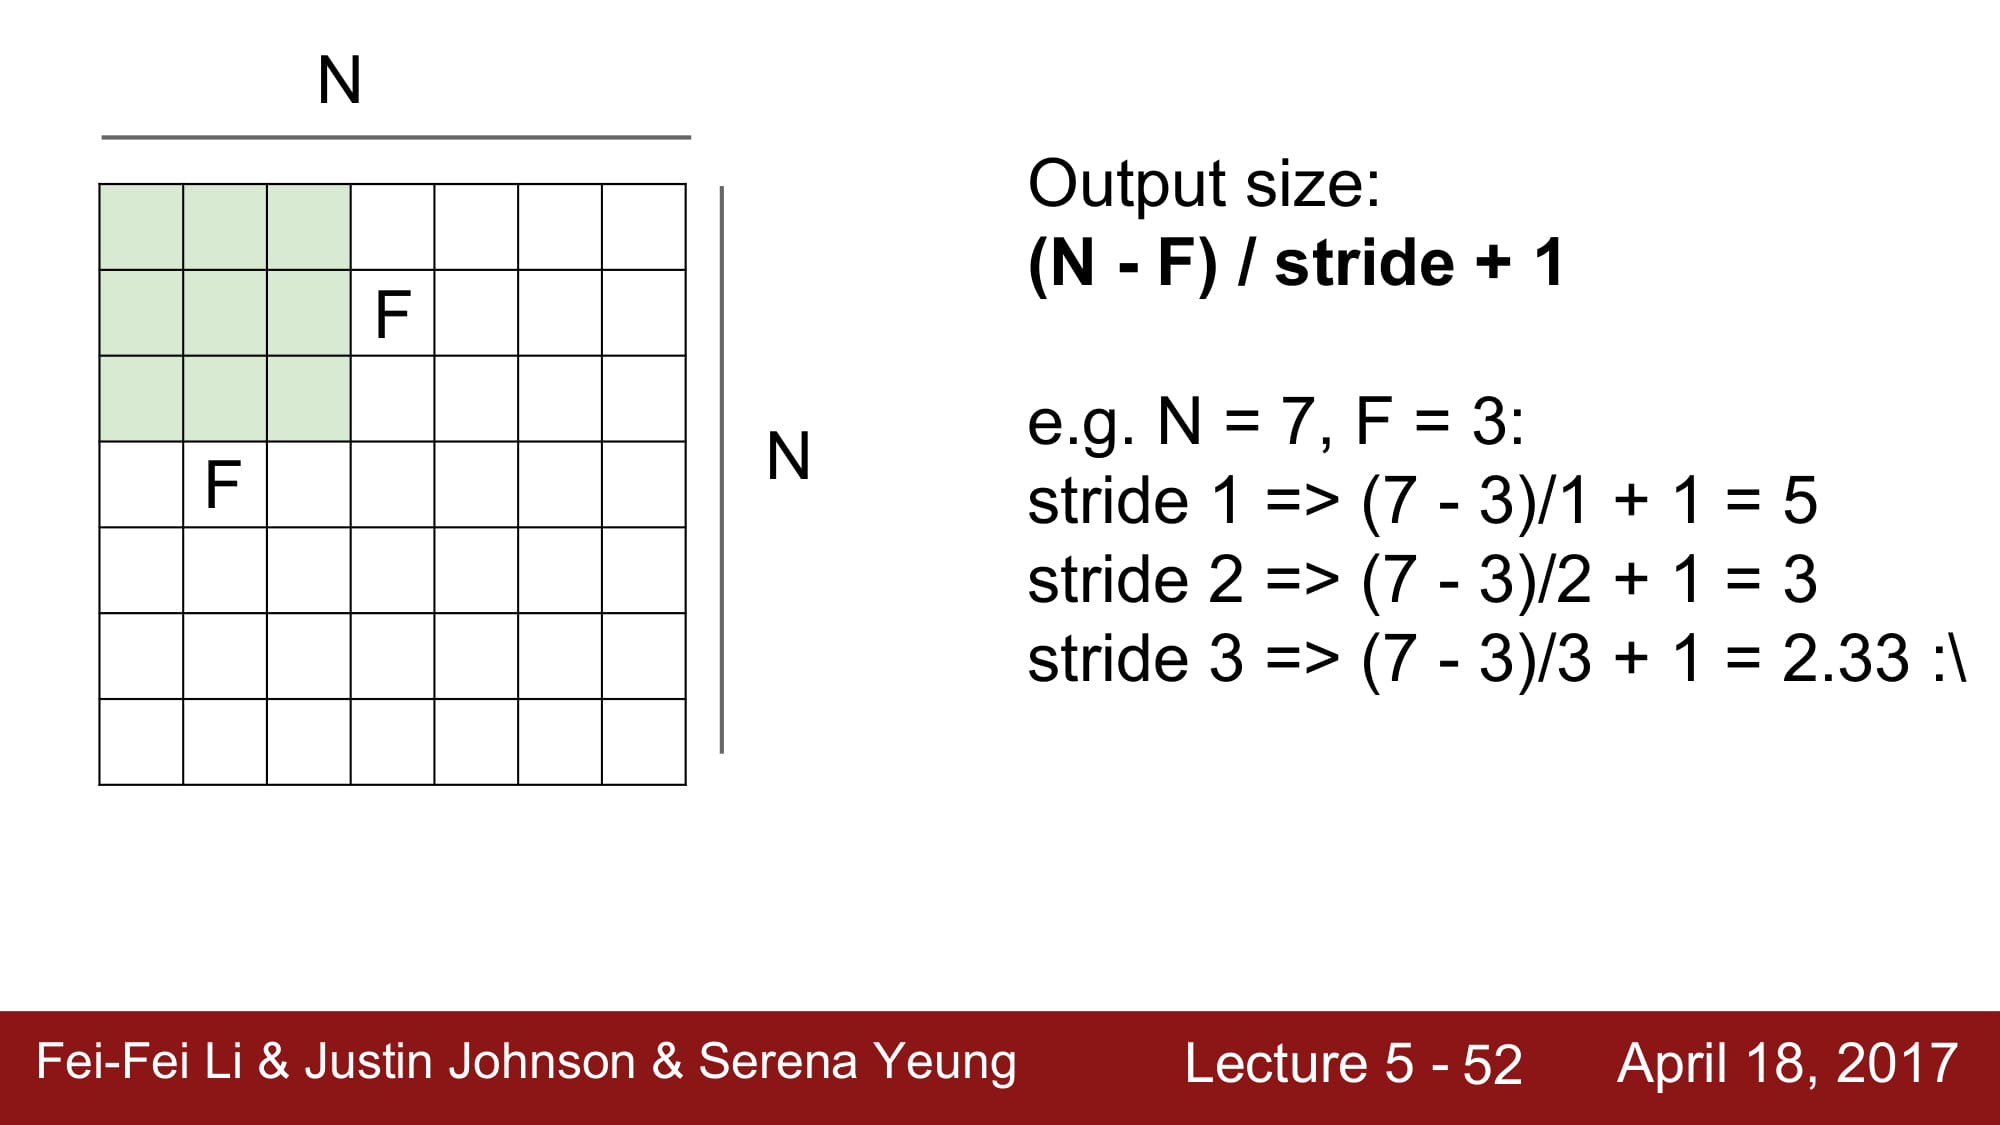 N
F
F
N
Output size:
(N - F) / stride + 1
e.g. N = 7, F = 3:
stride 1 => (7 - 3)/1 + 1 = 5
stride 2 => (7 - 3)/2 + 1 = 3
stride 3 => (7 - 3)/3 + 1 = 2.33 :\
Fei-Fei Li & Justin Johnson & Serena Yeung
Lecture 5 - 52
April 18, 2017